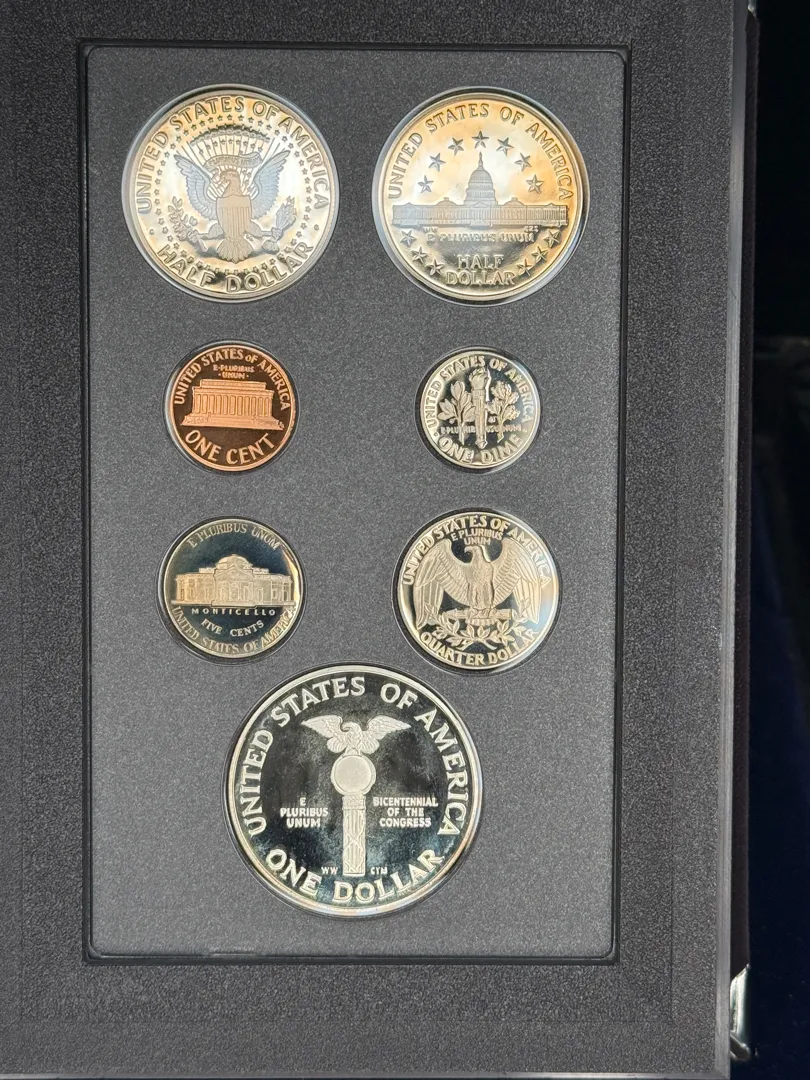 UNITED STATES OF AMERICA
HALF DOLLAR
UNITED STATES OF AMERICA
WW
E PLURIBUS UNUM
HALF
DOLLAR
UNITED STATES OF AMERICA
E·PLURIBUS
·UNUM·
ONE CENT
UNITED STATES OF AMERICA
E PLURIBUS UNUM
ONE DIME
E PLURIBUS UNUM
MONTICELLO
FIVE CENTS
UNITED STATES OF AMERICA
UNITED STATES OF AMERICA
E PLURIBUS
UNUM
QUARTER DOLLAR
UNITED STATES OF AMERICA
E
PLURIBUS
UNUM
BICENTENNIAL
OF THE
CONGRESS
WW
CYM
ONE DOLLAR